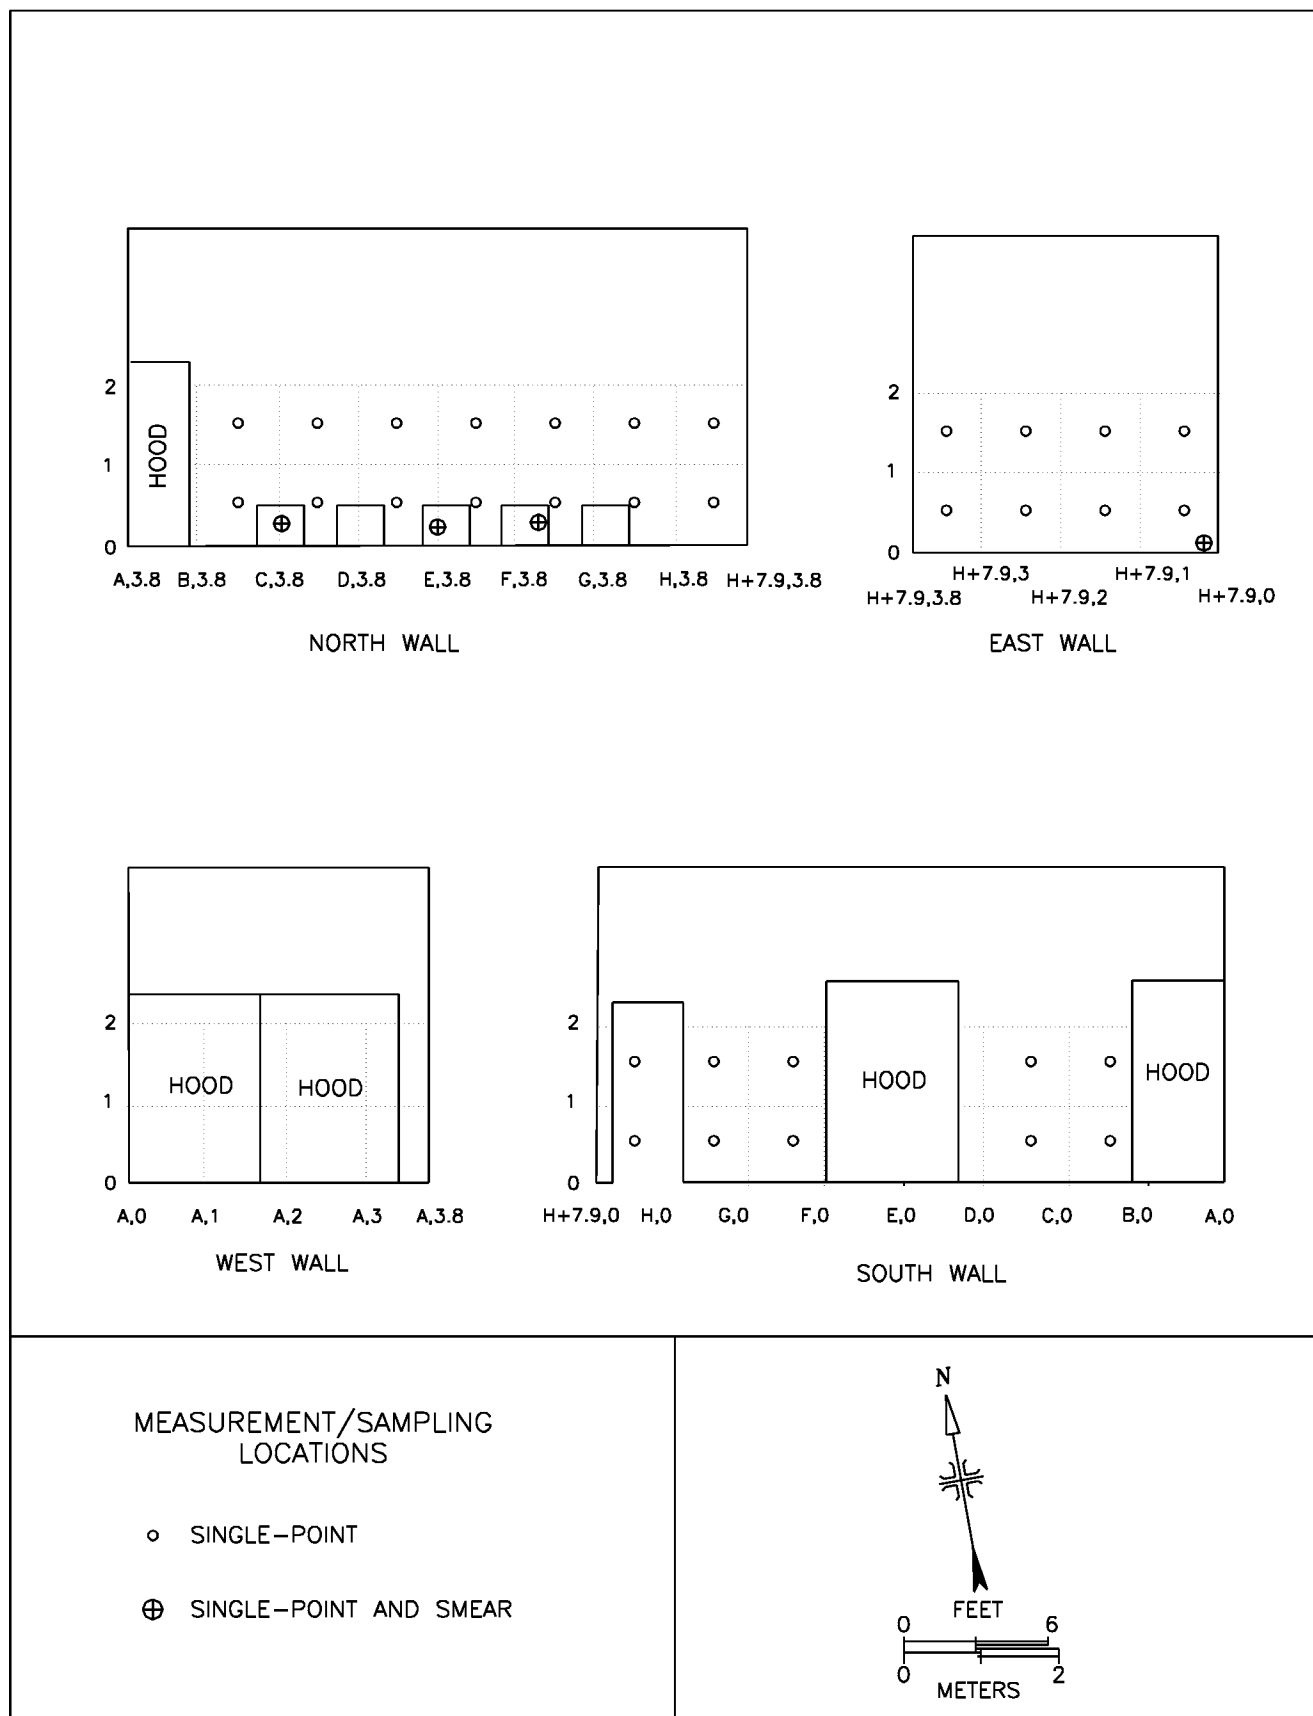 2
1
0
HOOD
A,3.8 B,3.8 C,3.8 D,3.8 E,3.8 F,3.8 G,3.8 H,3.8 H+7.9,3.8
NORTH WALL
2
1
0
H+7.9,3 H+7.9,1
H+7.9,3.8 H+7.9,2 H+7.9,0
EAST WALL
2
1
0
HOOD HOOD
A,0 A,1 A,2 A,3 A,3.8
WEST WALL
2
1
0
HOOD HOOD
H+7.9,0 H,0 G,0 F,0 E,0 D,0 C,0 B,0 A,0
SOUTH WALL
MEASUREMENT/SAMPLING
LOCATIONS
SINGLE-POINT
SINGLE-POINT AND SMEAR
N
FEET
0 6
0 2
METERS